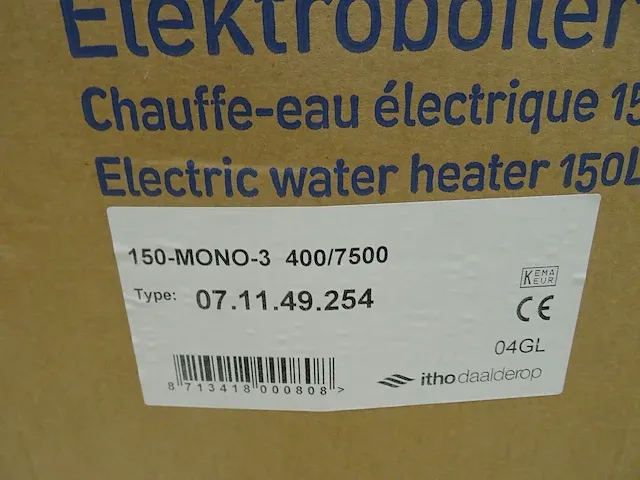 Elektroboiler
Chauffe-eau électrique 15
Electric water heater 150L
150-MONO-3 400/7500
Type: 07.11.49.254
KEMA
KEUR
CE
04GL
8 713418 000808 >
itho daalderop